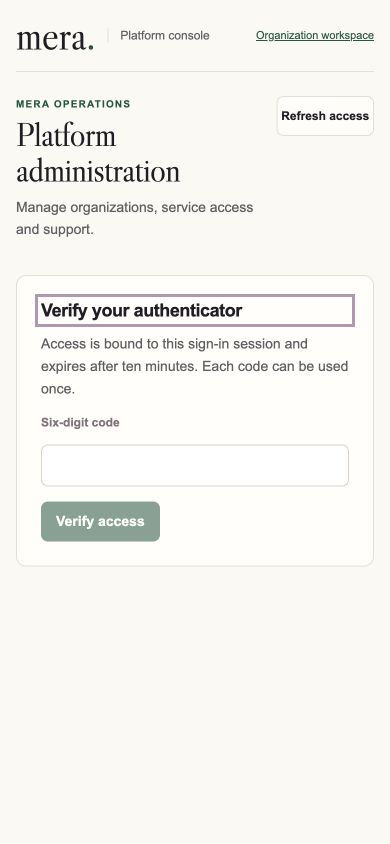 mera.
Platform console
Organization workspace
MERA OPERATIONS
Refresh access
Platform
administration
Manage organizations, service access
and support.
Verify your authenticator
Access is bound to this sign-in session and
expires after ten minutes. Each code can be used
once.
Six-digit code
Verify access